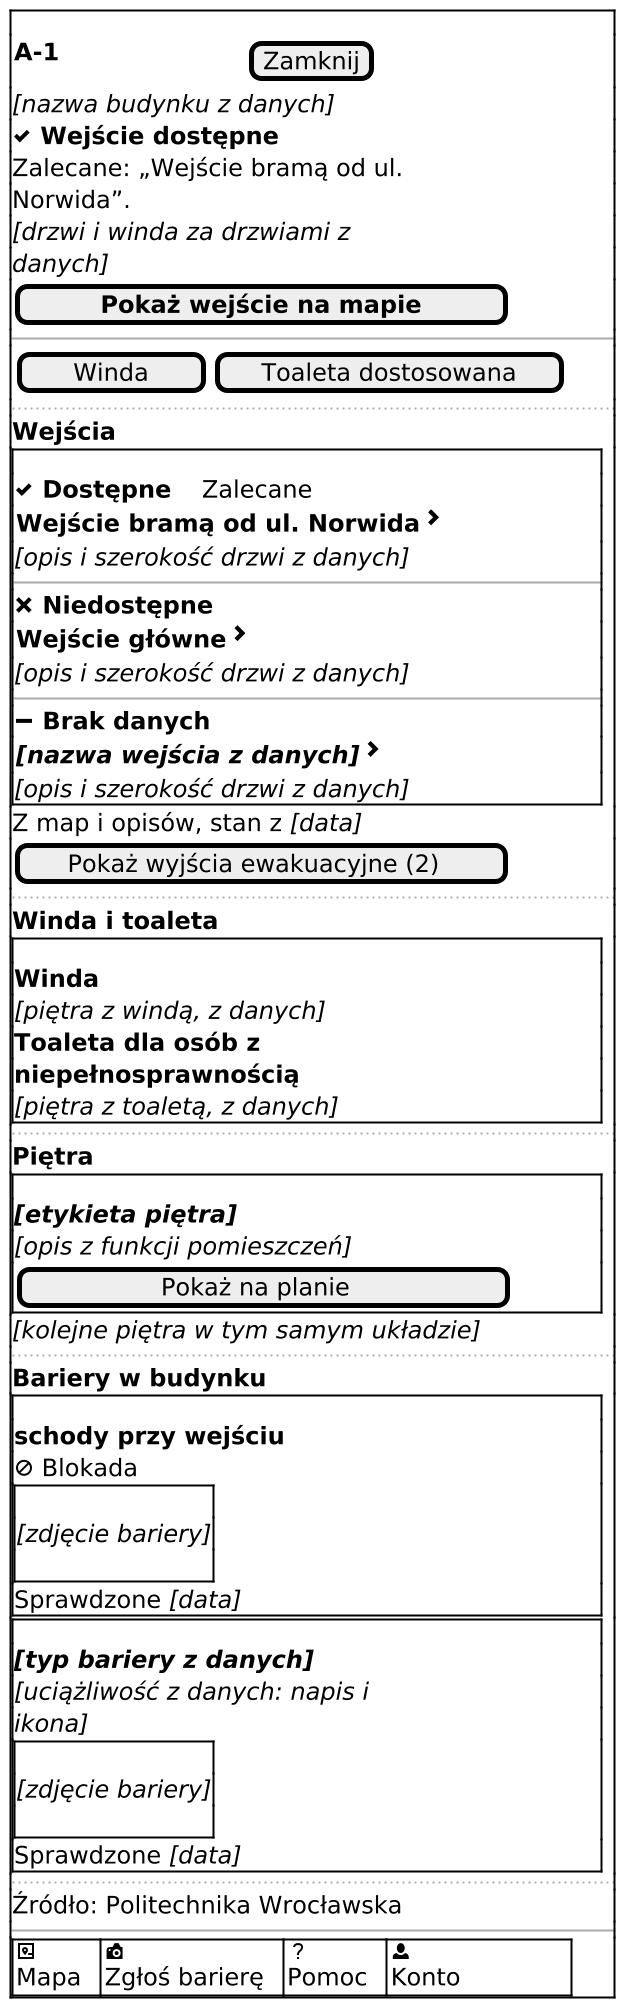 A-1
Zamknij
[nazwa budynku z danych]
✓ Wejście dostępne
Zalecane: „Wejście bramą od ul.
Norwida”.
[drzwi i winda za drzwiami z
danych]
Pokaż wejście na mapie
Winda
Toaleta dostosowana
Wejścia
✓ Dostępne Zalecane
Wejście bramą od ul. Norwida
[opis i szerokość drzwi z danych]
Niedostępne
Wejście główne
[opis i szerokość drzwi z danych]
Brak danych
[nazwa wejścia z danych]
[opis i szerokość drzwi z danych]
Z map i opisów, stan z [data]
Pokaż wyjścia ewakuacyjne (2)
Winda i toaleta
Winda
[piętra z windą, z danych]
Toaleta dla osób z
niepełnosprawnością
[piętra z toaletą, z danych]
Piętra
[etykieta piętra]
[opis z funkcji pomieszczeń]
Pokaż na planie
[kolejne piętra w tym samym układzie]
Bariery w budynku
schody przy wejściu
Blokada
[zdjęcie bariery]
Sprawdzone [data]
[typ bariery z danych]
[uciążliwość z danych: napis i
ikona]
[zdjęcie bariery]
Sprawdzone [data]
Źródło: Politechnika Wrocławska
Mapa
Zgłoś barierę
?
Pomoc
Konto